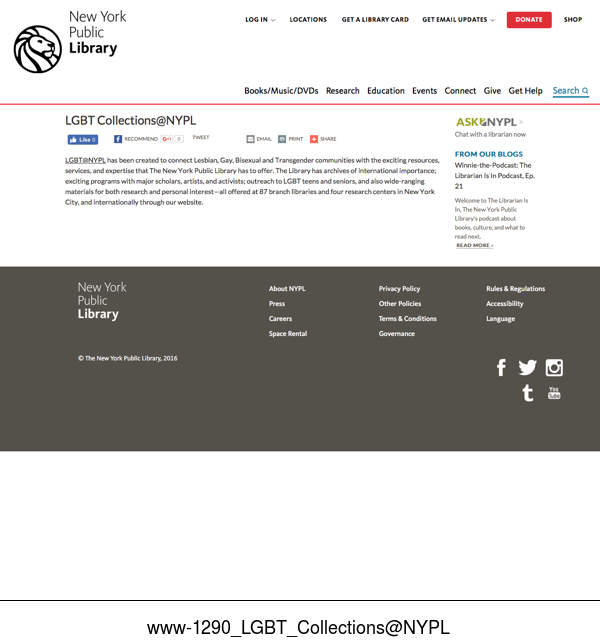 New York
Public
Library
LOG IN
LOCATIONS
GET A LIBRARY CARD
GET EMAIL UPDATES
DONATE
SHOP
Books/Music/DVDs
Research
Education
Events
Connect
Give
Get Help
Search
LGBT Collections@NYPL
Like 0
RECOMMEND
G+1
0
TWEET
EMAIL
PRINT
SHARE
LGBT@NYPL has been created to connect Lesbian, Gay, Bisexual and Transgender communities with the exciting resources,
services, and expertise that The New York Public Library has to offer. The Library has archives of international importance;
exciting programs with major scholars, artists, and activists; outreach to LGBT teens and seniors, and also wide-ranging
materials for both research and personal interest—all offered at 87 branch libraries and four research centers in New York
City, and internationally through our website.
ASK NYPL >
Chat with a librarian now
FROM OUR BLOGS
Winnie-the-Podcast: The
Librarian Is In Podcast, Ep.
21
Welcome to The Librarian Is
In, The New York Public
Library's podcast about
books, culture, and what to
read next.
READ MORE ›
New York
Public
Library
About NYPL
Press
Careers
Space Rental
Privacy Policy
Other Policies
Terms & Conditions
Governance
Rules & Regulations
Accessibility
Language
© The New York Public Library, 2016
You
Tube
www-1290_LGBT_Collections@NYPL